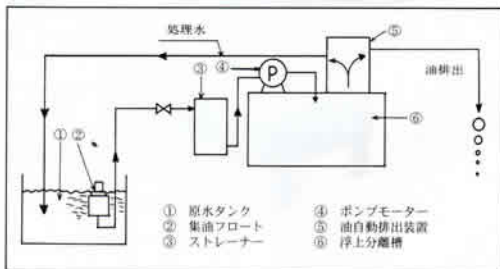 処理水
⑤
④
③
P
油排出
① ②
⑥
① 原水タンク
② 集油フロート
③ ストレーナー
④ ポンプモーター
⑤ 油自動排出装置
⑥ 浮上分離槽